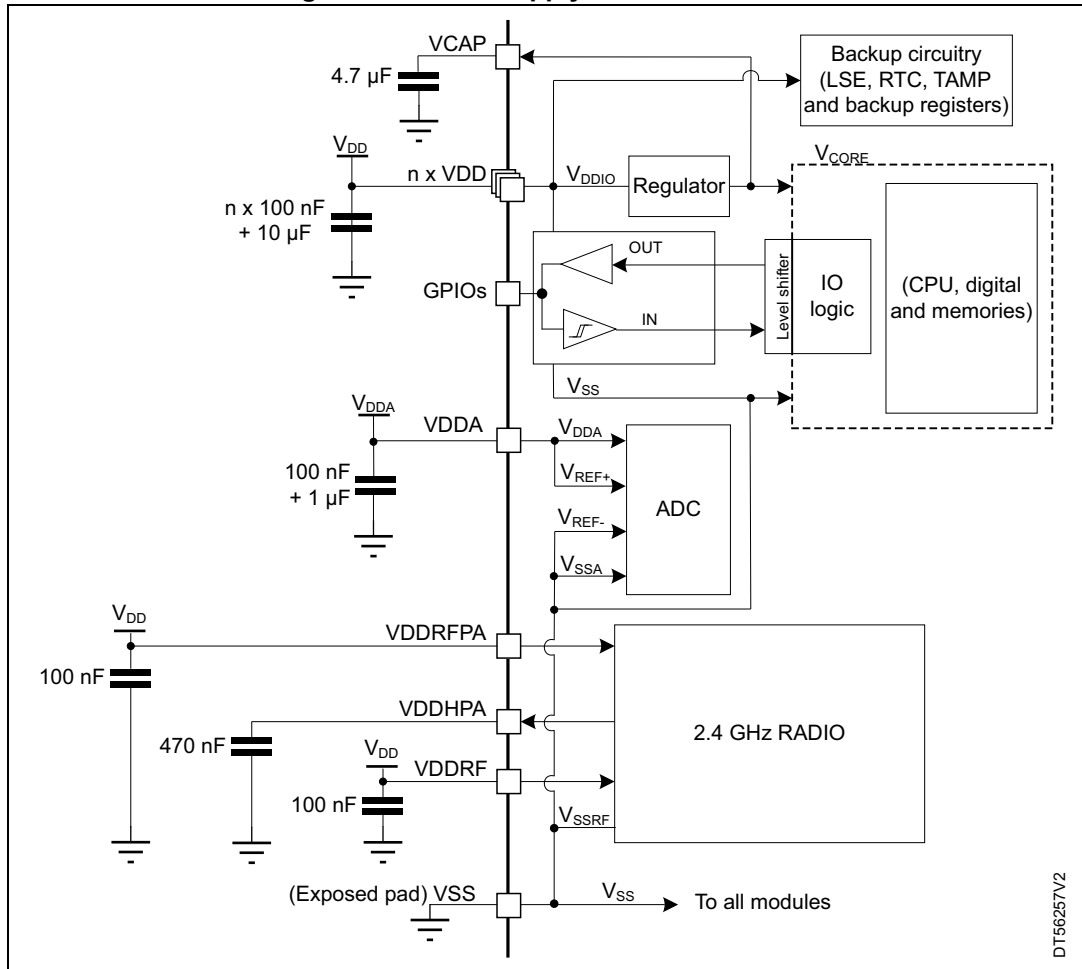 VCAP
4.7 µF
Backup circuitry
(LSE, RTC, TAMP
and backup registers)
VDD
n x VDD
VDDIO
Regulator
VCORE
n x 100 nF
+ 10 µF
OUT
GPIOs
IN
Level shifter
IO
logic
(CPU, digital
and memories)
VSS
VDDA
VDDA
VDDA
VREF+
100 nF
+ 1 µF
ADC
VREF-
VSSA
VDD
VDDRFPA
100 nF
VDDHPA
470 nF
2.4 GHz RADIO
VDD
VDDRF
100 nF
VSSRF
(Exposed pad) VSS
VSS
To all modules
DT56257V2